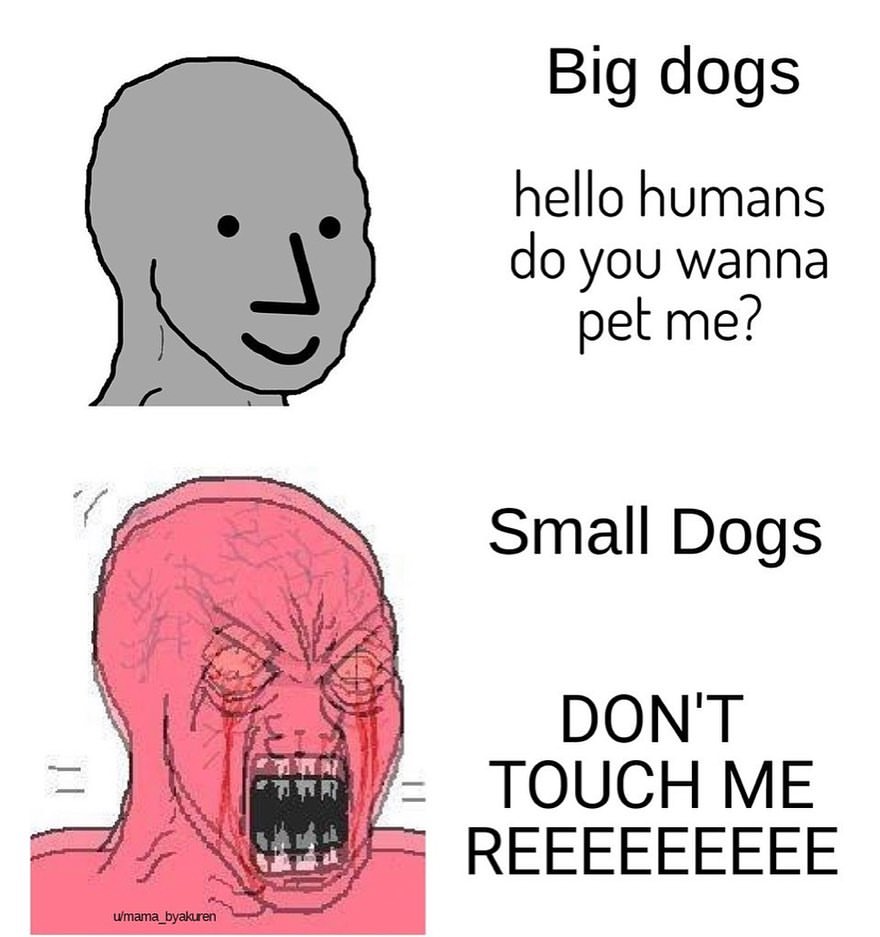 Big dogs
hello humans
do you wanna
pet me?
Small Dogs
DON'T
TOUCH ME
REEEEEEEEE
u/mama_byakuren